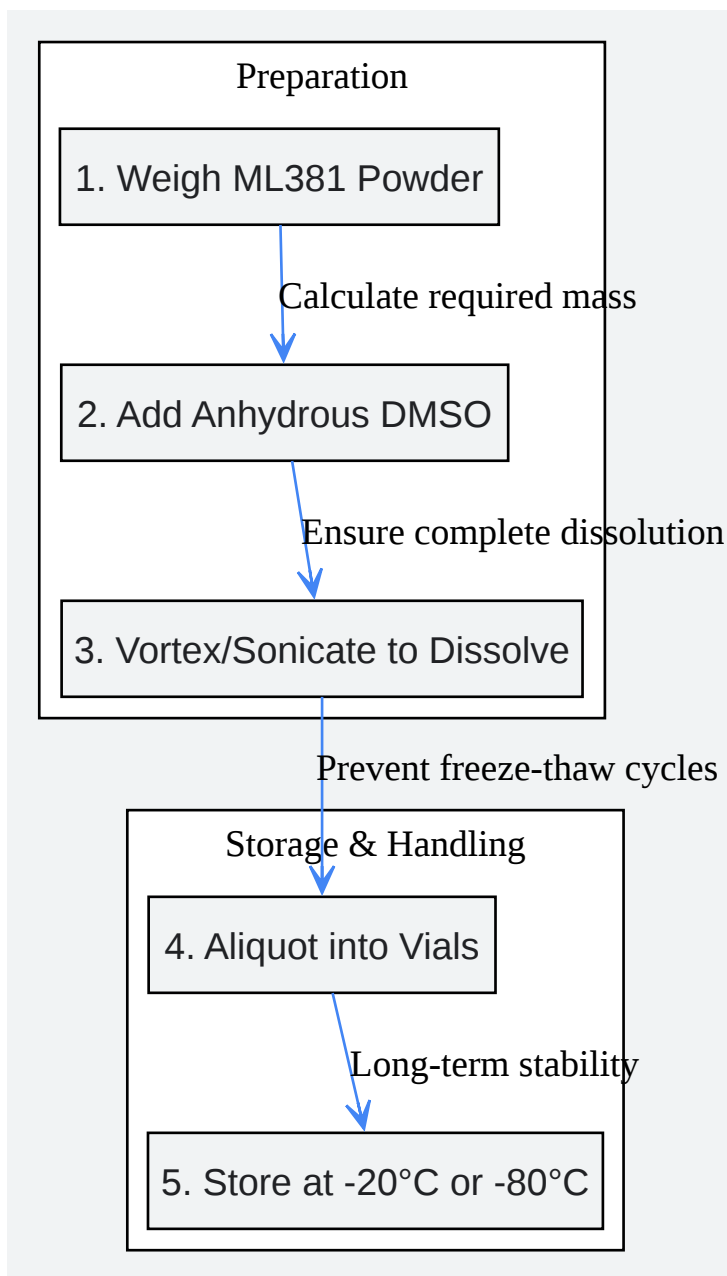 Preparation
1. Weigh ML381 Powder
Calculate required mass
2. Add Anhydrous DMSO
Ensure complete dissolution
3. Vortex/Sonicate to Dissolve
Prevent freeze-thaw cycles
Storage & Handling
4. Aliquot into Vials
Long-term stability
5. Store at -20°C or -80°C